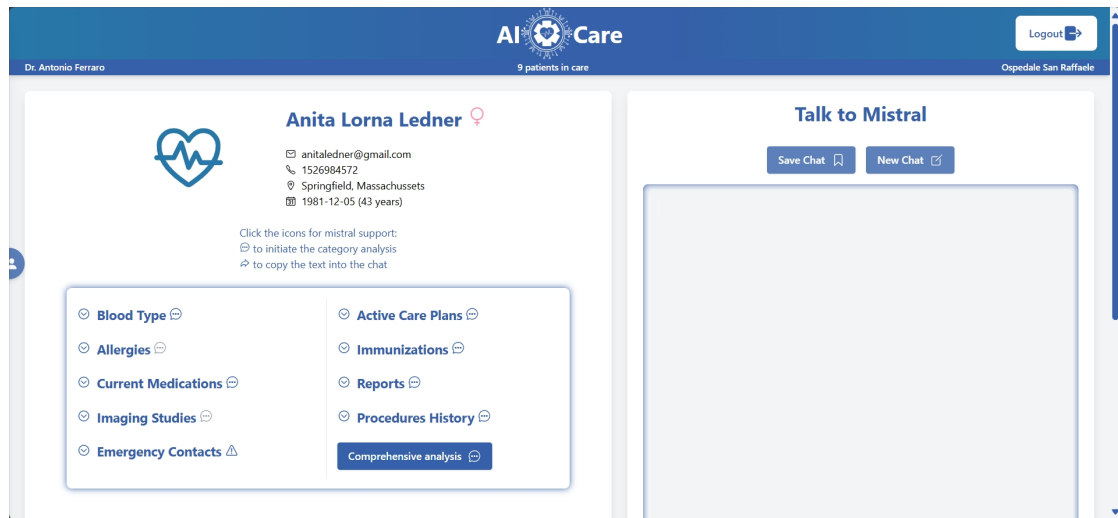 AI Care
Logout
Dr. Antonio Ferraro
9 patients in care
Ospedale San Raffaele
Anita Lorna Ledner
anitaledner@gmail.com
1526984572
Springfield, Massachussets
1981-12-05 (43 years)
Click the icons for mistral support:
to initiate the category analysis
to copy the text into the chat
Blood Type
Allergies
Current Medications
Imaging Studies
Emergency Contacts
Active Care Plans
Immunizations
Reports
Procedures History
Comprehensive analysis
Talk to Mistral
Save Chat
New Chat